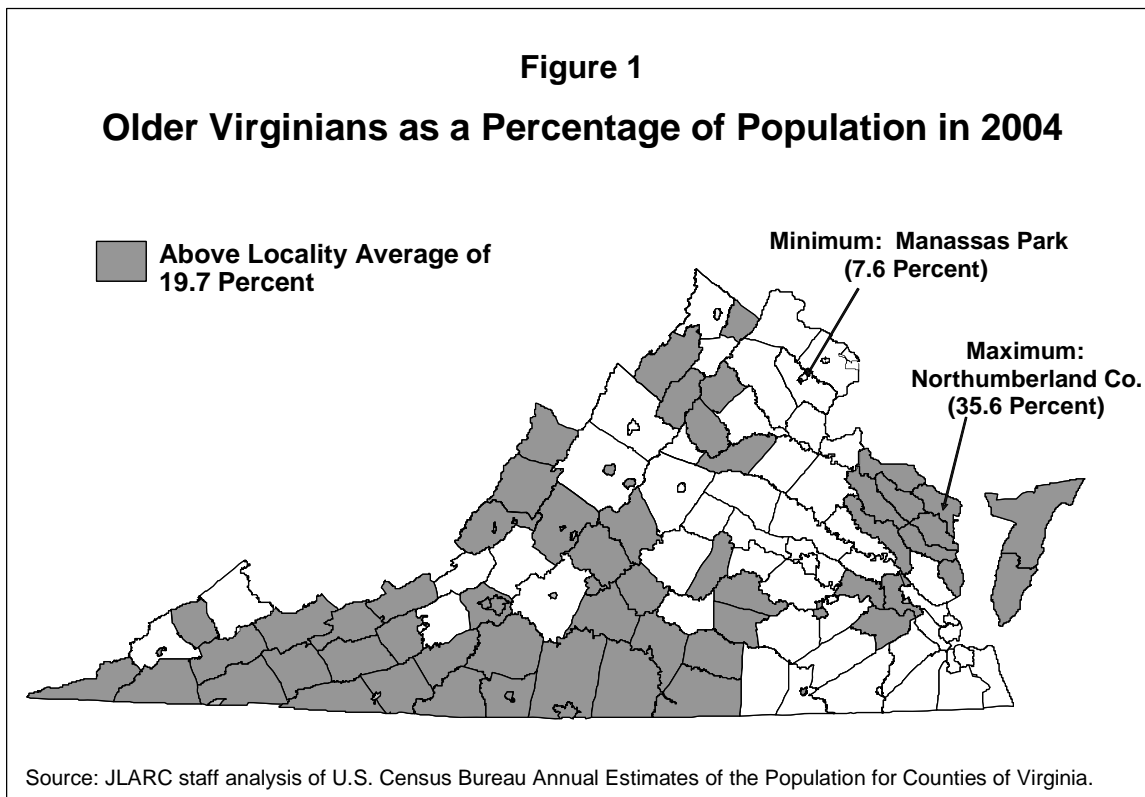 Figure 1
Older Virginians as a Percentage of Population in 2004
Above Locality Average of
19.7 Percent
Minimum: Manassas Park
(7.6 Percent)
Maximum:
Northumberland Co.
(35.6 Percent)
Source: JLARC staff analysis of U.S. Census Bureau Annual Estimates of the Population for Counties of Virginia.